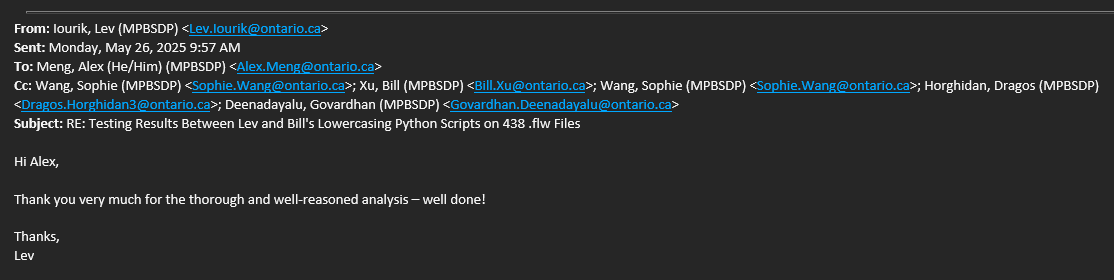 From: Iourik, Lev (MPBSDP) <Lev.Iourik@ontario.ca>
Sent: Monday, May 26, 2025 9:57 AM
To: Meng, Alex (He/Him) (MPBSDP) <Alex.Meng@ontario.ca>
Cc: Wang, Sophie (MPBSDP) <Sophie.Wang@ontario.ca>; Xu, Bill (MPBSDP) <Bill.Xu@ontario.ca>; Wang, Sophie (MPBSDP) <Sophie.Wang@ontario.ca>; Horghidan, Dragos (MPBSDP)
<Dragos.Horghidan3@ontario.ca>; Deenadayalu, Govardhan (MPBSDP) <Govardhan.Deenadayalu@ontario.ca>
Subject: RE: Testing Results Between Lev and Bill's Lowercasing Python Scripts on 438 .flw Files
Hi Alex,
Thank you very much for the thorough and well-reasoned analysis – well done!
Thanks,
Lev